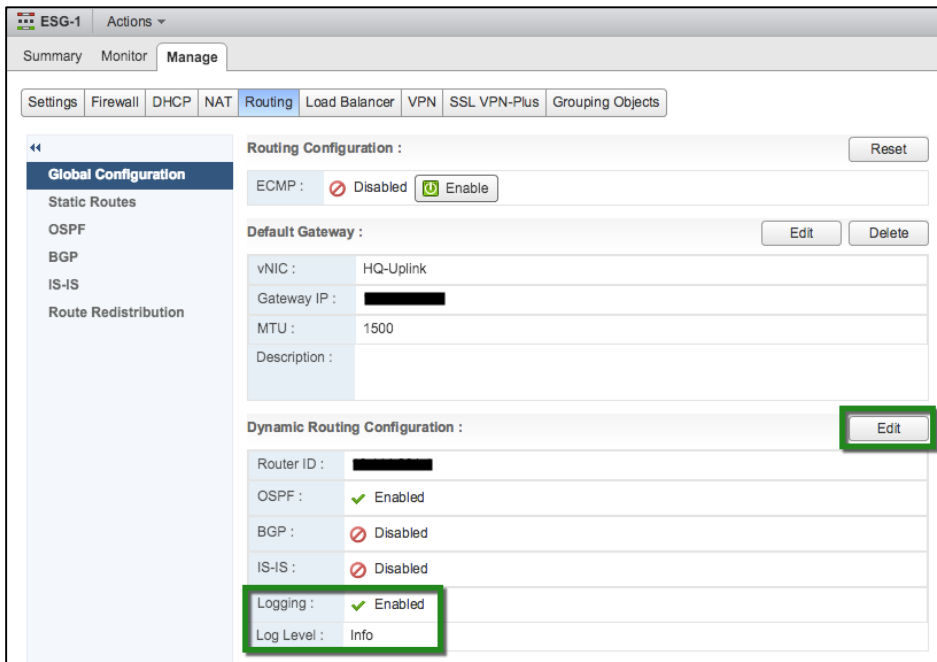 ESG-1 Actions
Summary Monitor Manage
Settings Firewall DHCP NAT Routing Load Balancer VPN SSL VPN-Plus Grouping Objects
Global Configuration
Static Routes
OSPF
BGP
IS-IS
Route Redistribution
Routing Configuration : Reset
ECMP : Disabled Enable
Default Gateway : Edit Delete
vNIC : HQ-Uplink
Gateway IP :
MTU : 1500
Description :
Dynamic Routing Configuration : Edit
Router ID :
OSPF : Enabled
BGP : Disabled
IS-IS : Disabled
Logging : Enabled
Log Level : Info